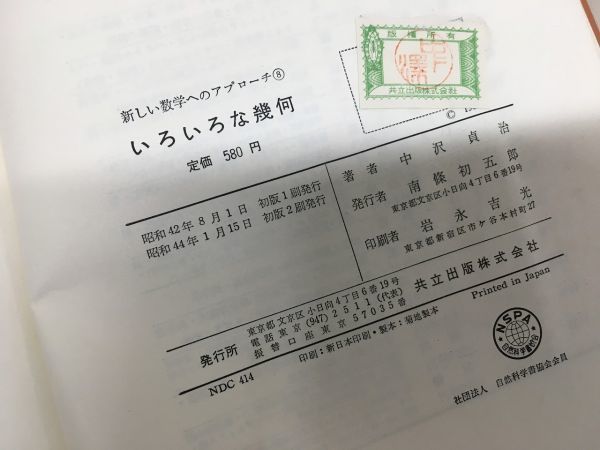 版権所有
中澤
共立出版株式会社
©
新しい数学へのアプローチ⑧
いろいろな幾何
定価 580 円
昭和42年8月1日 初版1刷発行
昭和44年1月15日 初版2刷発行
著者 中沢貞治
発行者 南條初五郎
東京都文京区小日向4丁目6番19号
印刷者 岩永吉光
東京都新宿区市ケ谷本村町27
発行所
東京都文京区小日向4丁目6番19号
電話東京(947)2511(代表)
振替口座東京57035番
共立出版株式会社
NDC 414
印刷:新日本印刷・製本:菊池製本
Printed in Japan
NSPA
自然科学書協会
社団法人 自然科学書協会会員